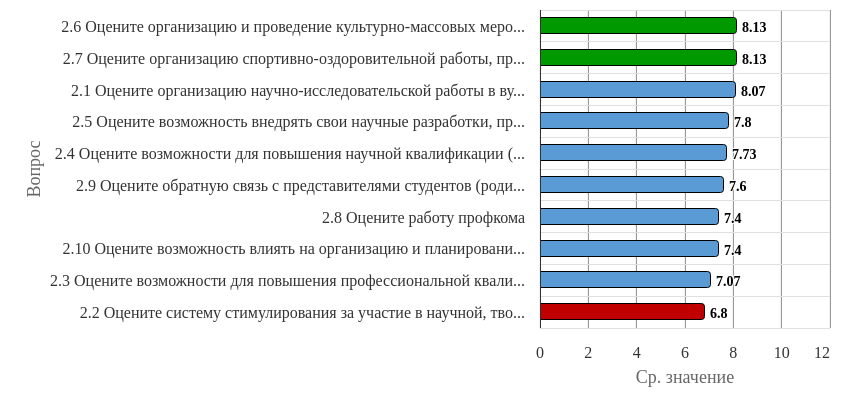 2.6 Оцените организацию и проведение культурно-массовых меро... 8.13
2.7 Оцените организацию спортивно-оздоровительной работы, пр... 8.13
2.1 Оцените организацию научно-исследовательской работы в ву... 8.07
2.5 Оцените возможность внедрять свои научные разработки, пр... 7.8
2.4 Оцените возможности для повышения научной квалификации (... 7.73
2.9 Оцените обратную связь с представителями студентов (роди... 7.6
2.8 Оцените работу профкома 7.4
2.10 Оцените возможность влиять на организацию и планировани... 7.4
2.3 Оцените возможности для повышения профессиональной квали... 7.07
2.2 Оцените систему стимулирования за участие в научной, тво... 6.8
Вопрос
0 2 4 6 8 10 12
Ср. значение